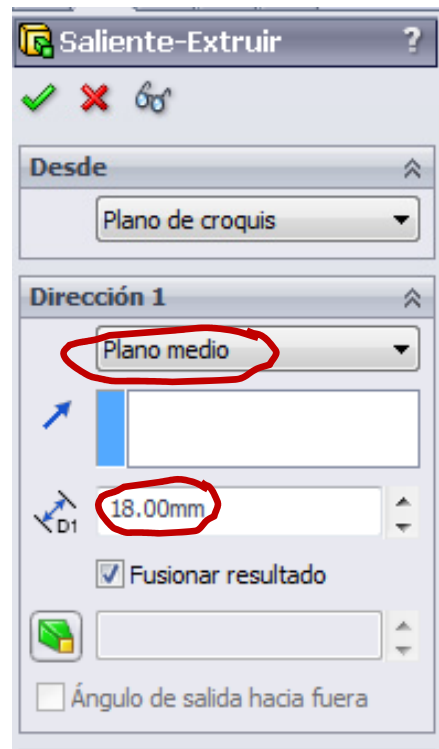 Saliente-Extruir ?
Desde
Plano de croquis
Dirección 1
Plano medio
D1 18.00mm
Fusionar resultado
Ángulo de salida hacia fuera